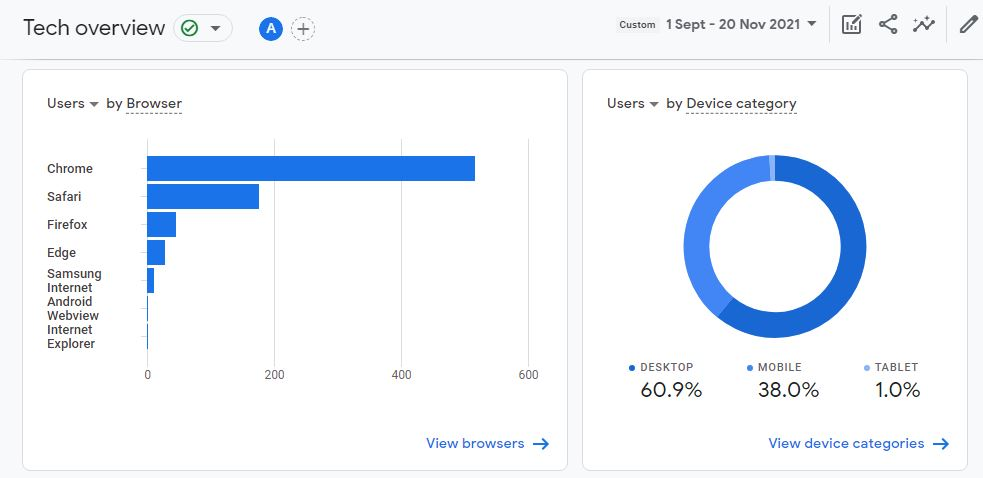 Tech overview
A
Custom 1 Sept - 20 Nov 2021
Users by Browser
Chrome
Safari
Firefox
Edge
Samsung
Internet
Android
Webview
Internet
Explorer
0 200 400 600
View browsers
Users by Device category
DESKTOP MOBILE TABLET
60.9% 38.0% 1.0%
View device categories